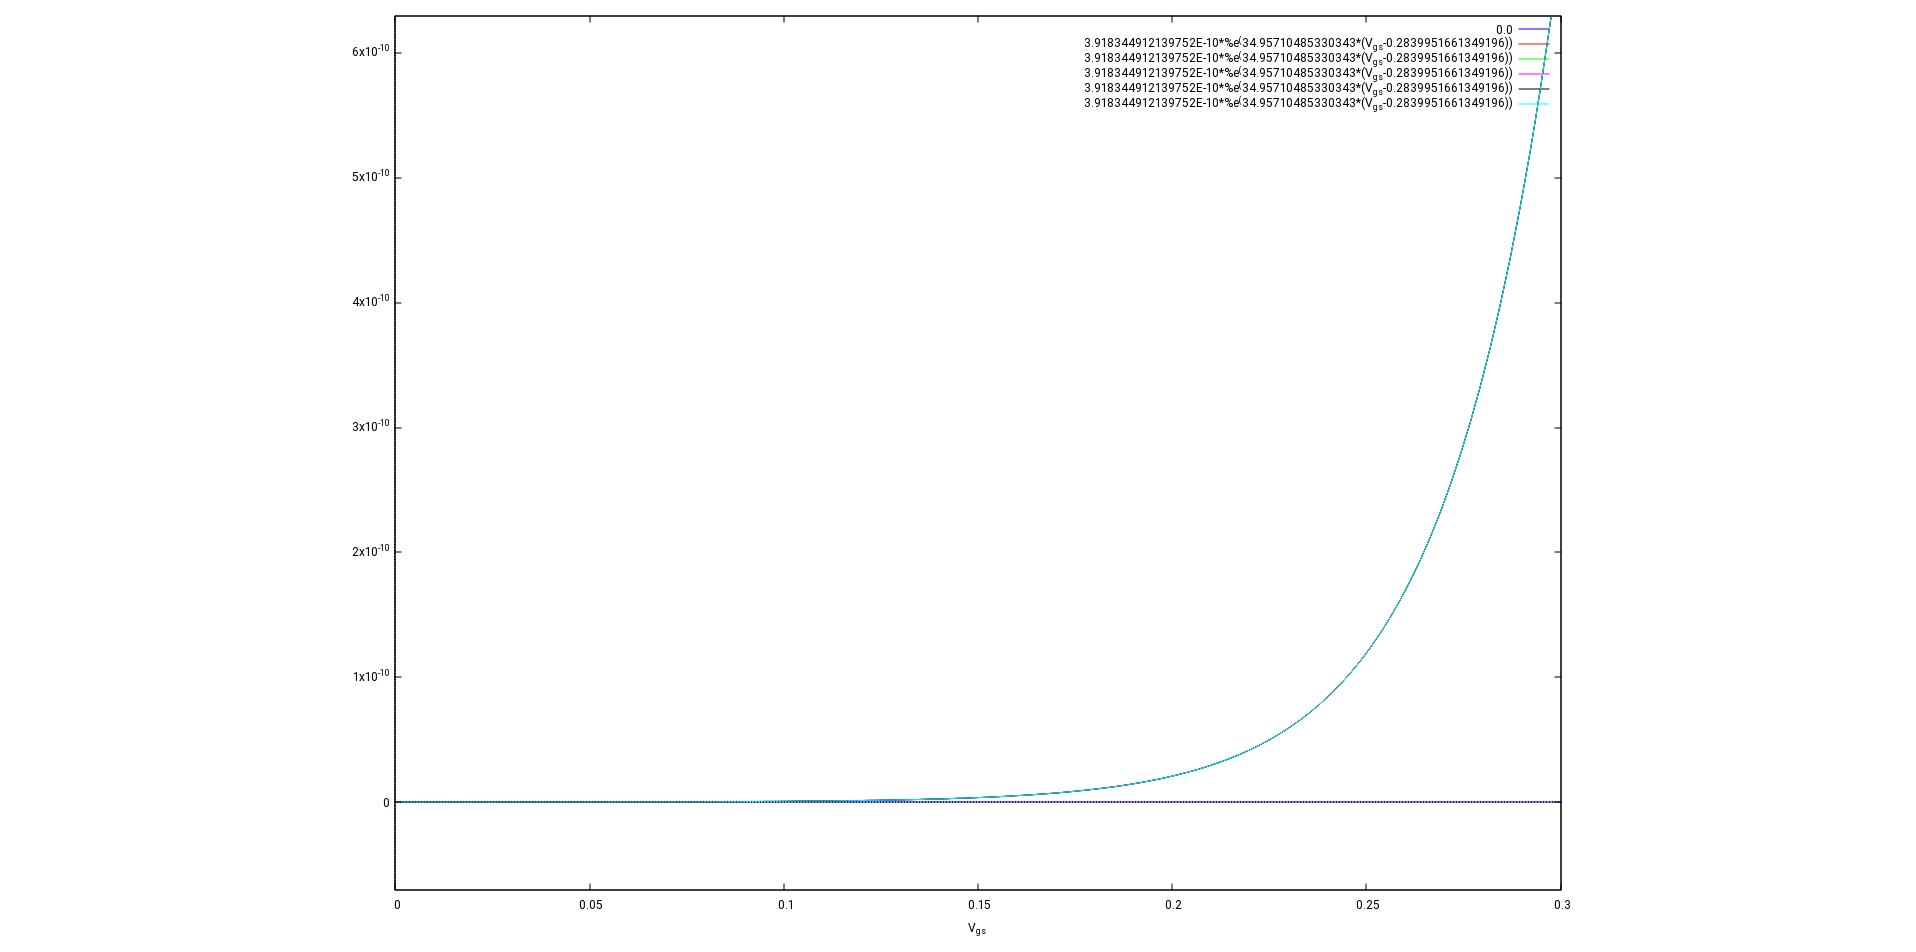 0.0
3.918344912139752E-10*%e^(34.95710485330343*(V_gs-0.2839951661349196))
3.918344912139752E-10*%e^(34.95710485330343*(V_gs-0.2839951661349196))
3.918344912139752E-10*%e^(34.95710485330343*(V_gs-0.2839951661349196))
3.918344912139752E-10*%e^(34.95710485330343*(V_gs-0.2839951661349196))
3.918344912139752E-10*%e^(34.95710485330343*(V_gs-0.2839951661349196))
6x10^-10
5x10^-10
4x10^-10
3x10^-10
2x10^-10
1x10^-10
0
0 0.05 0.1 0.15 0.2 0.25 0.3
V_gs